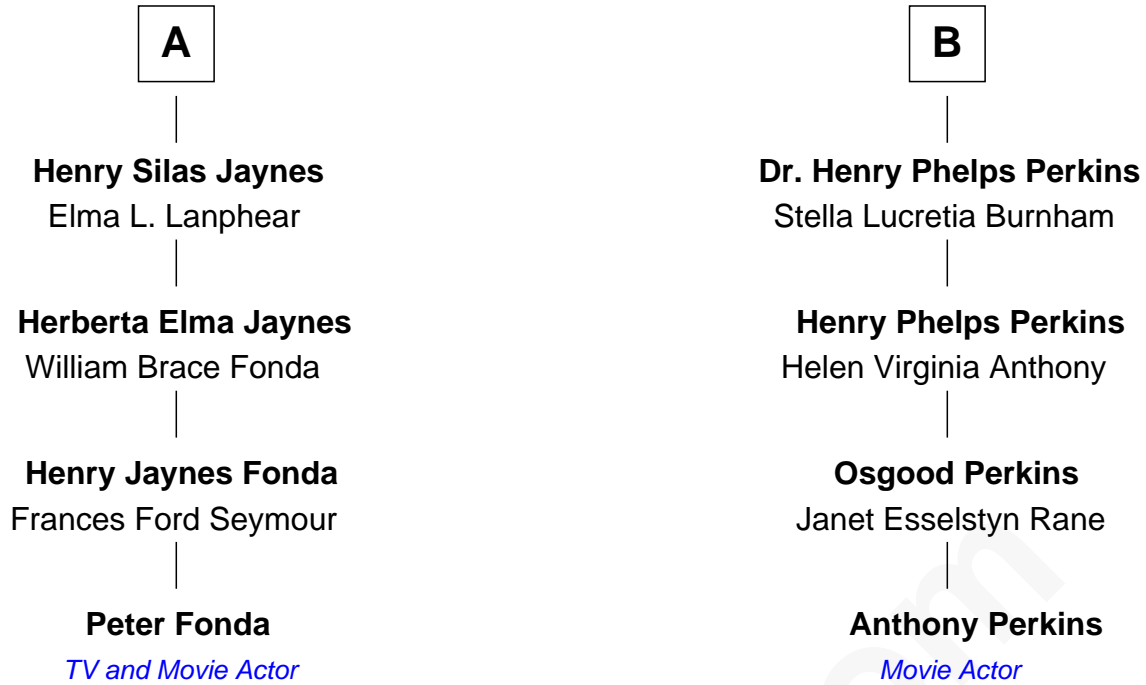 A
Henry Silas Jaynes
Elma L. Lanphear
Herberta Elma Jaynes
William Brace Fonda
Henry Jaynes Fonda
Frances Ford Seymour
Peter Fonda
TV and Movie Actor
B
Dr. Henry Phelps Perkins
Stella Lucretia Burnham
Henry Phelps Perkins
Helen Virginia Anthony
Osgood Perkins
Janet Esselstyn Rane
Anthony Perkins
Movie Actor